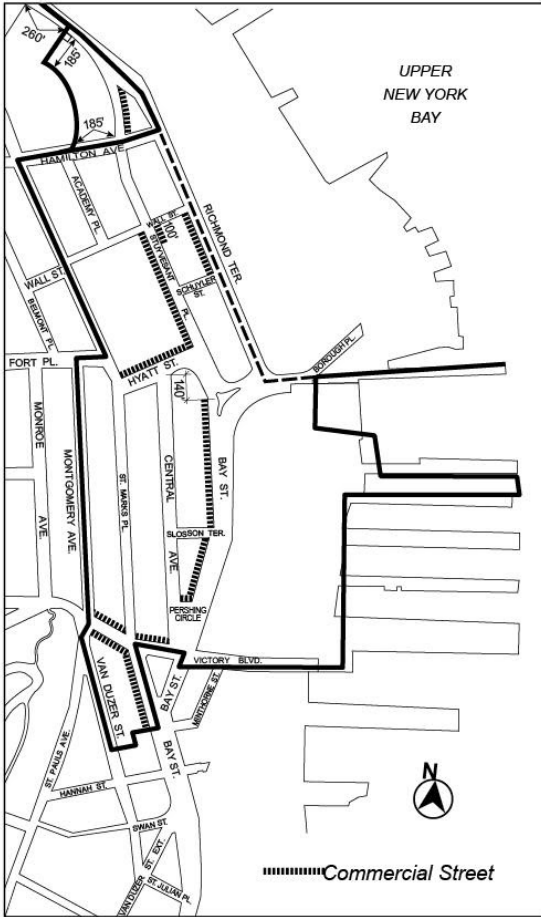 260'
185'
UPPER
NEW YORK
BAY
185'
HAMILTON AVE.
ACADEMY PL.
RICHMOND TER.
WALL ST.
100'
STUYVESANT PL.
WALL ST.
SCHUYLER
ST.
BELMONT PL.
BOROUGH PL.
FORT PL.
HYATT ST.
140'
MONROE
AVE.
MONTGOMERY AVE.
ST. MARKS PL.
CENTRAL
AVE.
BAY ST.
SLOSSON TER.
PERSHING
CIRCLE
VICTORY BLVD.
VAN DUZER ST.
BAY ST.
MINTHORNE ST.
BAY ST.
ST. PAULS AVE.
HANNAH ST.
SWAN ST.
VAN DUZER ST. EXT.
ST. JULIAN PL.
N
Commercial Street